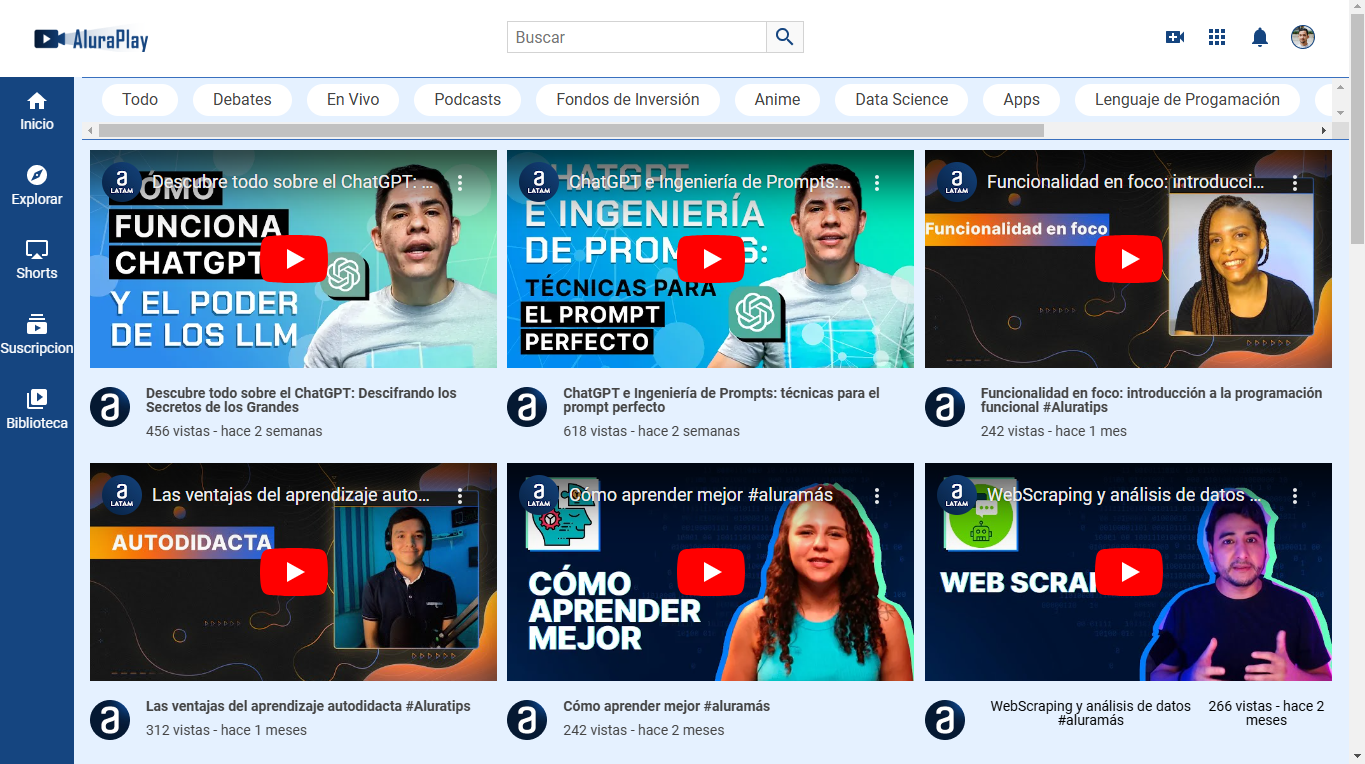 AluraPlay
Buscar
Inicio
Explorar
Shorts
Suscripcion
Biblioteca
Todo
Debates
En Vivo
Podcasts
Fondos de Inversión
Anime
Data Science
Apps
Lenguaje de Progamación
a LATAM
Descubre todo sobre el ChatGPT: ...
CÓMO
FUNCIONA
CHATGPT
Y EL PODER
DE LOS LLM
a
Descubre todo sobre el ChatGPT: Descifrando los
Secretos de los Grandes
456 vistas - hace 2 semanas
a LATAM
ChatGPT e Ingeniería de Prompts:...
CHATGPT
E INGENIERÍA
DE PROMPTS:
TÉCNICAS PARA
EL PROMPT
PERFECTO
a
ChatGPT e Ingeniería de Prompts: técnicas para el
prompt perfecto
618 vistas - hace 2 semanas
a LATAM
Funcionalidad en foco: introducci...
Funcionalidad en foco
a
Funcionalidad en foco: introducción a la programación
funcional #Aluratips
242 vistas - hace 1 mes
a LATAM
Las ventajas del aprendizaje auto...
AUTODIDACTA
a
Las ventajas del aprendizaje autodidacta #Aluratips
312 vistas - hace 1 meses
a LATAM
Cómo aprender mejor #aluramás
CÓMO
APRENDER
MEJOR
a
Cómo aprender mejor #aluramás
242 vistas - hace 2 meses
a LATAM
WebScraping y análisis de datos ...
WEB SCRA
a
WebScraping y análisis de datos
#aluramás
266 vistas - hace 2
meses